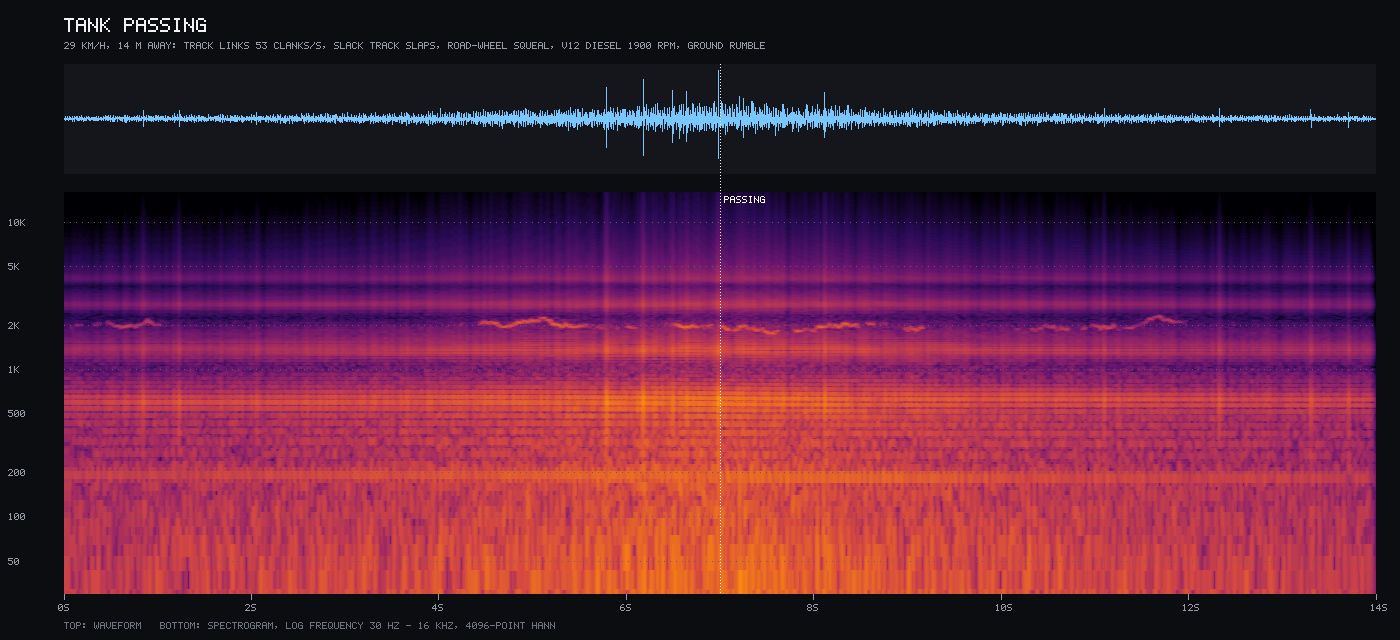 TANK PASSING
29 KM/H, 14 M AWAY: TRACK LINKS 53 CLANKS/S, SLACK TRACK SLAPS, ROAD-WHEEL SQUEAL, V12 DIESEL 1900 RPM, GROUND RUMBLE
PASSING
10K
5K
2K
1K
500
200
100
50
0S 2S 4S 6S 8S 10S 12S 14S
TOP: WAVEFORM BOTTOM: SPECTROGRAM, LOG FREQUENCY 30 HZ - 16 KHZ, 4096-POINT HANN